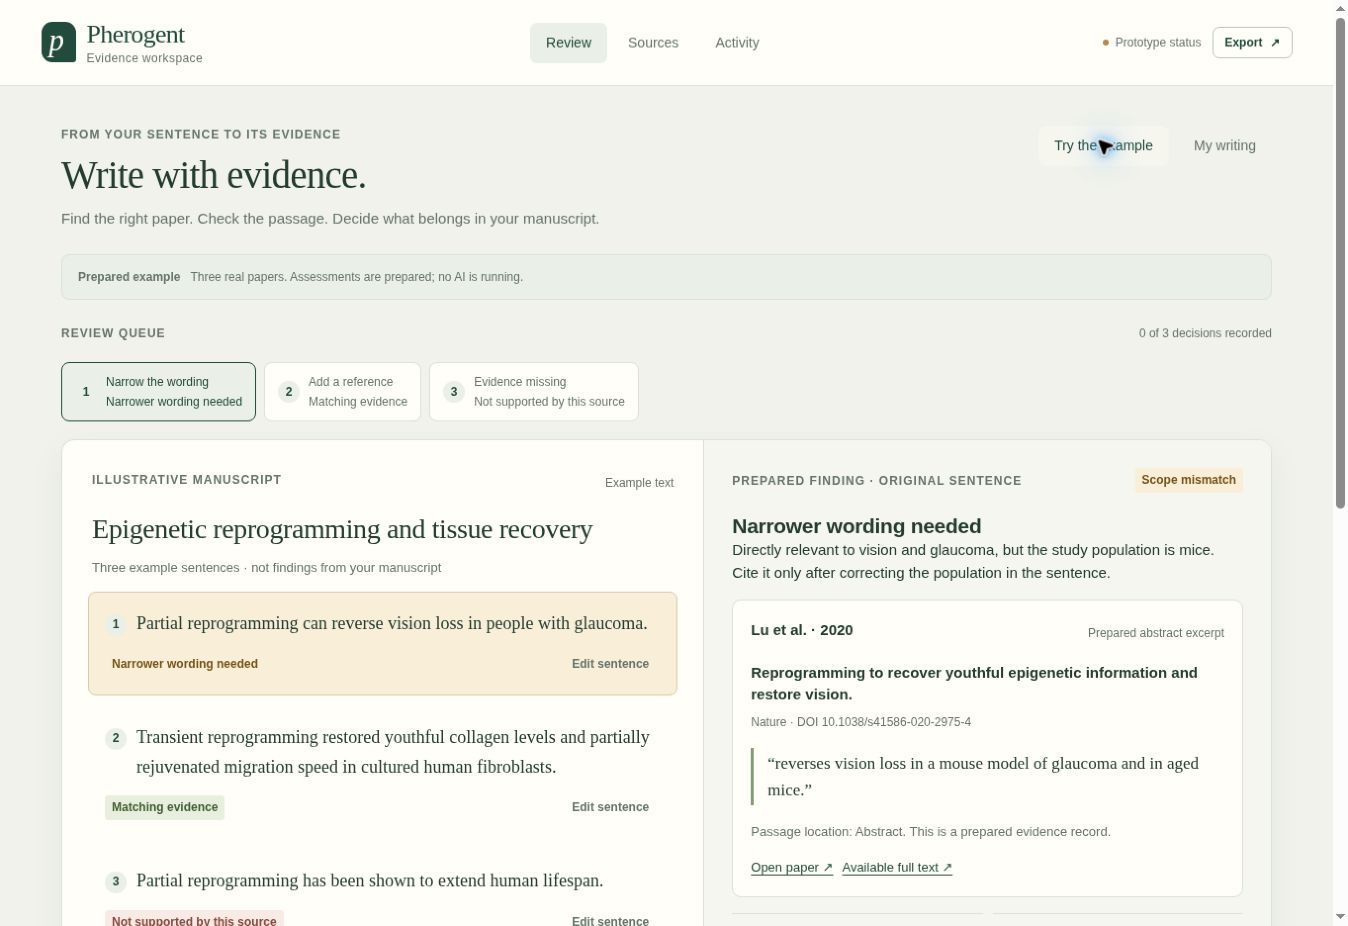 p
Pherogent
Evidence workspace
Review
Sources
Activity
Prototype status
Export ↗
FROM YOUR SENTENCE TO ITS EVIDENCE
Write with evidence.
Find the right paper. Check the passage. Decide what belongs in your manuscript.
Try the example
My writing
Prepared example Three real papers. Assessments are prepared; no AI is running.
REVIEW QUEUE
0 of 3 decisions recorded
1
Narrow the wording
Narrower wording needed
2
Add a reference
Matching evidence
3
Evidence missing
Not supported by this source
ILLUSTRATIVE MANUSCRIPT
Example text
Epigenetic reprogramming and tissue recovery
Three example sentences · not findings from your manuscript
1 Partial reprogramming can reverse vision loss in people with glaucoma.
Narrower wording needed
Edit sentence
2 Transient reprogramming restored youthful collagen levels and partially
rejuvenated migration speed in cultured human fibroblasts.
Matching evidence
Edit sentence
3 Partial reprogramming has been shown to extend human lifespan.
Not supported by this source
Edit sentence
PREPARED FINDING · ORIGINAL SENTENCE
Scope mismatch
Narrower wording needed
Directly relevant to vision and glaucoma, but the study population is mice.
Cite it only after correcting the population in the sentence.
Lu et al. · 2020
Prepared abstract excerpt
Reprogramming to recover youthful epigenetic information and
restore vision.
Nature · DOI 10.1038/s41586-020-2975-4
“reverses vision loss in a mouse model of glaucoma and in aged
mice.”
Passage location: Abstract. This is a prepared evidence record.
Open paper ↗ Available full text ↗